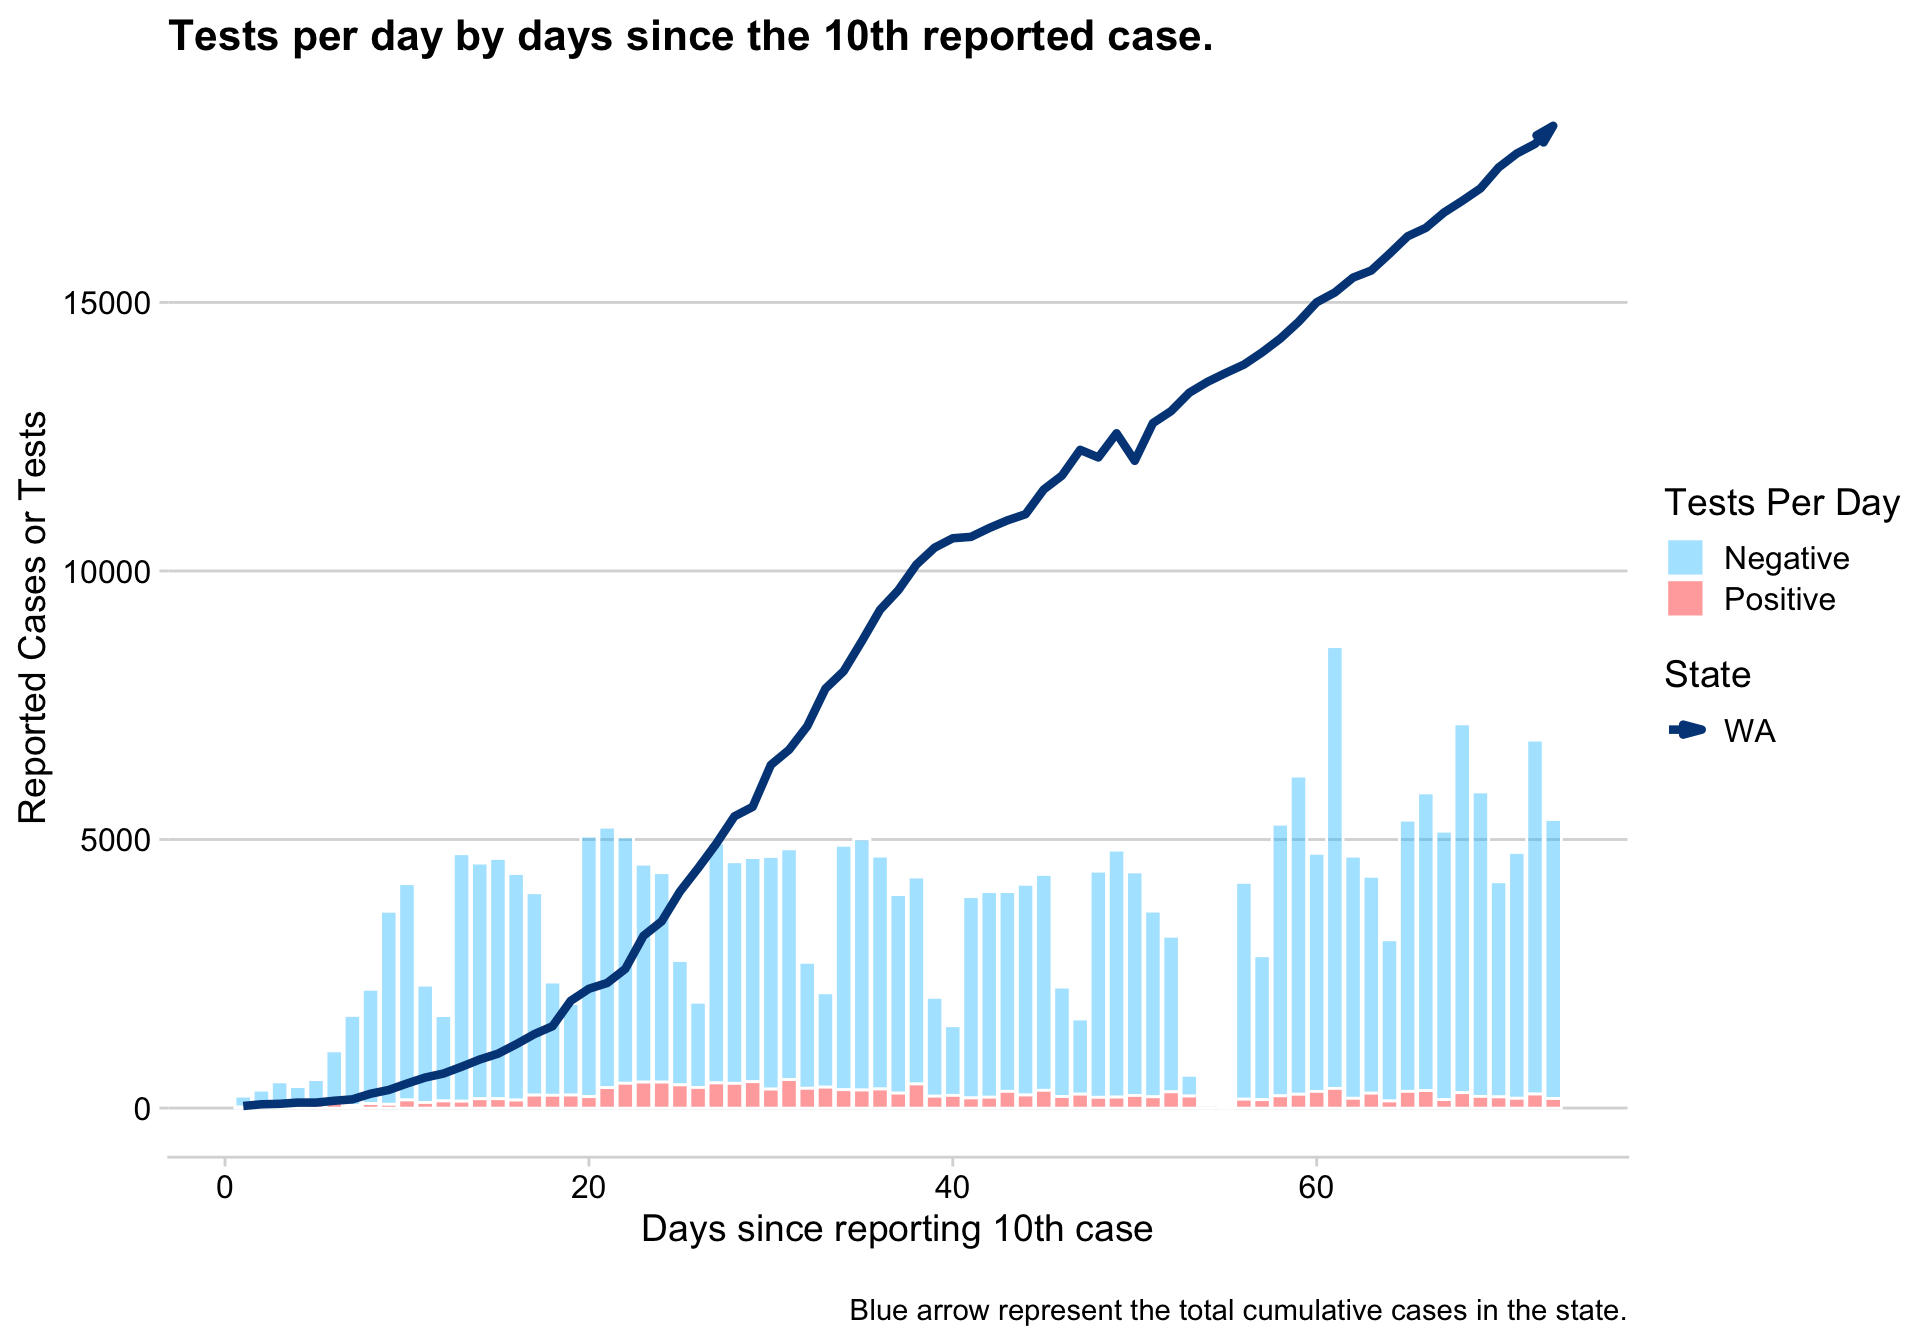 Tests per day by days since the 10th reported case.
Reported Cases or Tests
15000
10000
5000
0
0 20 40 60
Days since reporting 10th case
Tests Per Day
Negative
Positive
State
WA
Blue arrow represent the total cumulative cases in the state.